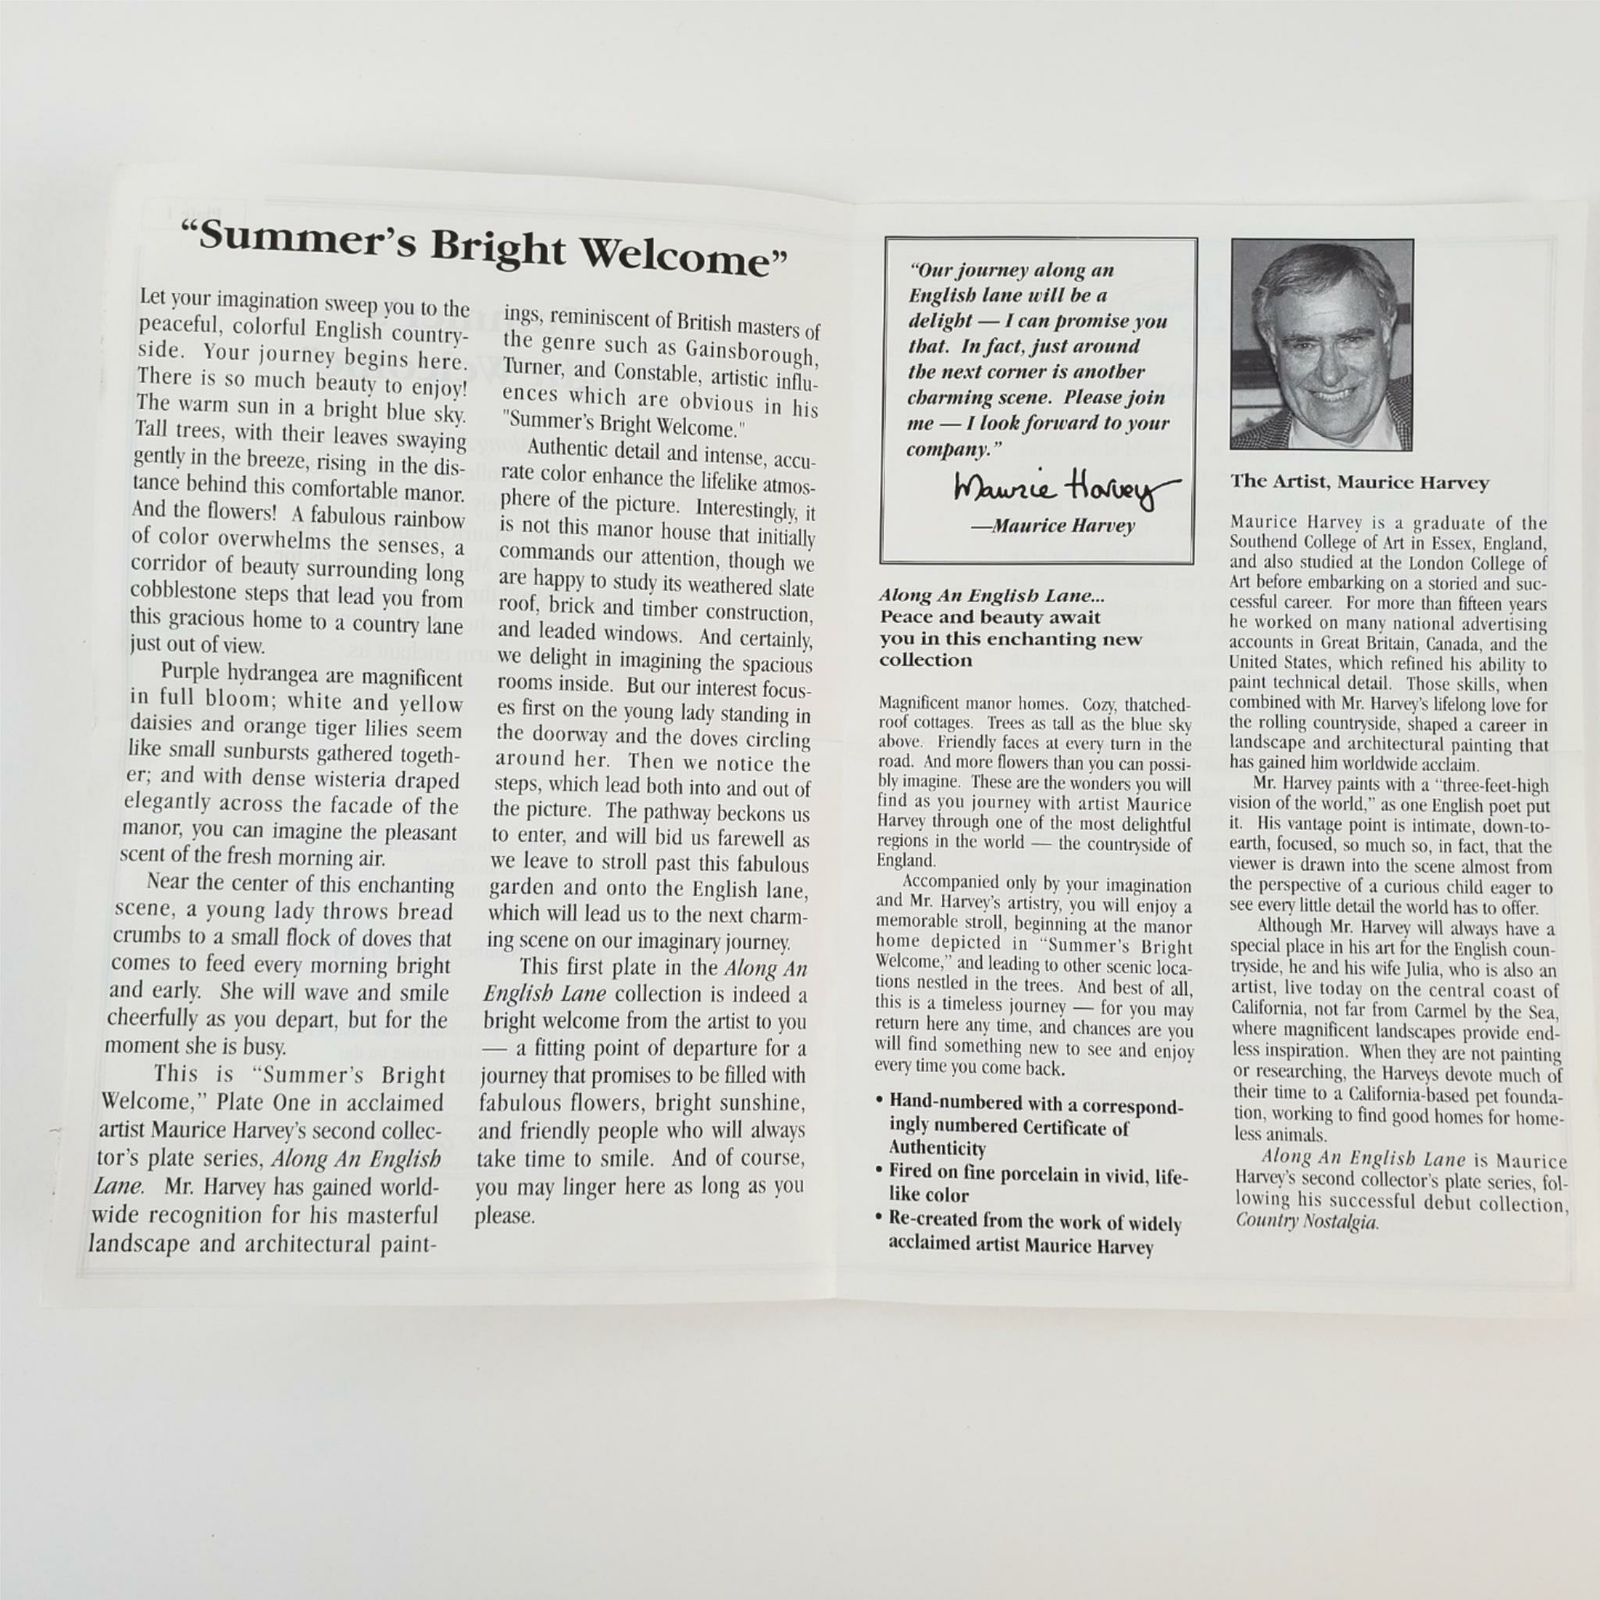 “Summer’s Bright Welcome”
Let your imagination sweep you to the
peaceful, colorful English country-
side. Your journey begins here.
There is so much beauty to enjoy!
The warm sun in a bright blue sky.
Tall trees, with their leaves swaying
gently in the breeze, rising in the dis-
tance behind this comfortable manor.
And the flowers! A fabulous rainbow
of color overwhelms the senses, a
corridor of beauty surrounding long
cobblestone steps that lead you from
this gracious home to a country lane
just out of view.
Purple hydrangea are magnificent
in full bloom; white and yellow
daisies and orange tiger lilies seem
like small sunbursts gathered togeth-
er; and with dense wisteria draped
elegantly across the facade of the
manor, you can imagine the pleasant
scent of the fresh morning air.
Near the center of this enchanting
scene, a young lady throws bread
crumbs to a small flock of doves that
comes to feed every morning bright
and early. She will wave and smile
cheerfully as you depart, but for the
moment she is busy.
This is “Summer’s Bright
Welcome,” Plate One in acclaimed
artist Maurice Harvey’s second collec-
tor’s plate series, Along An English
Lane. Mr. Harvey has gained world-
wide recognition for his masterful
landscape and architectural paint-
ings, reminiscent of British masters of
the genre such as Gainsborough,
Turner, and Constable, artistic influ-
ences which are obvious in his
"Summer’s Bright Welcome."
Authentic detail and intense, accu-
rate color enhance the lifelike atmos-
phere of the picture. Interestingly, it
is not this manor house that initially
commands our attention, though we
are happy to study its weathered slate
roof, brick and timber construction,
and leaded windows. And certainly,
we delight in imagining the spacious
rooms inside. But our interest focus-
es first on the young lady standing in
the doorway and the doves circling
around her. Then we notice the
steps, which lead both into and out of
the picture. The pathway beckons us
to enter, and will bid us farewell as
we leave to stroll past this fabulous
garden and onto the English lane,
which will lead us to the next charm-
ing scene on our imaginary journey.
This first plate in the Along An
English Lane collection is indeed a
bright welcome from the artist to you
— a fitting point of departure for a
journey that promises to be filled with
fabulous flowers, bright sunshine,
and friendly people who will always
take time to smile. And of course,
you may linger here as long as you
please.
“Our journey along an
English lane will be a
delight — I can promise you
that. In fact, just around
the next corner is another
charming scene. Please join
me — I look forward to your
company.”
Maurice Harvey
—Maurice Harvey
Along An English Lane...
Peace and beauty await
you in this enchanting new
collection
Magnificent manor homes. Cozy, thatched-
roof cottages. Trees as tall as the blue sky
above. Friendly faces at every turn in the
road. And more flowers than you can possi-
bly imagine. These are the wonders you will
find as you journey with artist Maurice
Harvey through one of the most delightful
regions in the world — the countryside of
England.
Accompanied only by your imagination
and Mr. Harvey’s artistry, you will enjoy a
memorable stroll, beginning at the manor
home depicted in “Summer’s Bright
Welcome,” and leading to other scenic loca-
tions nestled in the trees. And best of all,
this is a timeless journey — for you may
return here any time, and chances are you
will find something new to see and enjoy
every time you come back.
• Hand-numbered with a correspond-
ingly numbered Certificate of
Authenticity
• Fired on fine porcelain in vivid, life-
like color
• Re-created from the work of widely
acclaimed artist Maurice Harvey
The Artist, Maurice Harvey
Maurice Harvey is a graduate of the
Southend College of Art in Essex, England,
and also studied at the London College of
Art before embarking on a storied and suc-
cessful career. For more than fifteen years
he worked on many national advertising
accounts in Great Britain, Canada, and the
United States, which refined his ability to
paint technical detail. Those skills, when
combined with Mr. Harvey’s lifelong love for
the rolling countryside, shaped a career in
landscape and architectural painting that
has gained him worldwide acclaim.
Mr. Harvey paints with a “three-feet-high
vision of the world,” as one English poet put
it. His vantage point is intimate, down-to-
earth, focused, so much so, in fact, that the
viewer is drawn into the scene almost from
the perspective of a curious child eager to
see every little detail the world has to offer.
Although Mr. Harvey will always have a
special place in his art for the English coun-
tryside, he and his wife Julia, who is also an
artist, live today on the central coast of
California, not far from Carmel by the Sea,
where magnificent landscapes provide end-
less inspiration. When they are not painting
or researching, the Harveys devote much of
their time to a California-based pet founda-
tion, working to find good homes for home-
less animals.
Along An English Lane is Maurice
Harvey’s second collector’s plate series, fol-
lowing his successful debut collection,
Country Nostalgia.